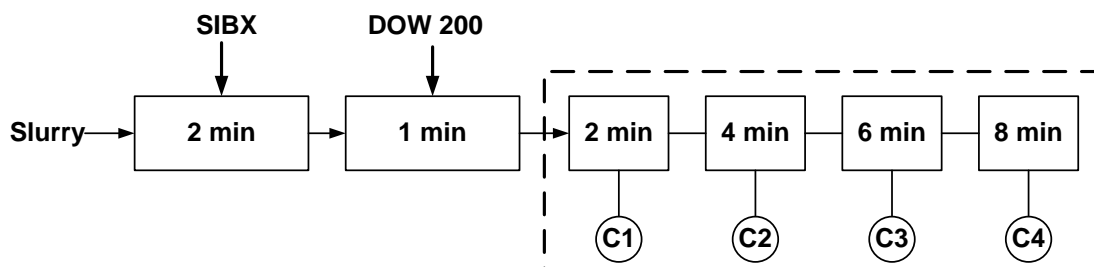 SIBX
DOW 200
Slurry
2 min
1 min
2 min
4 min
6 min
8 min
C1
C2
C3
C4